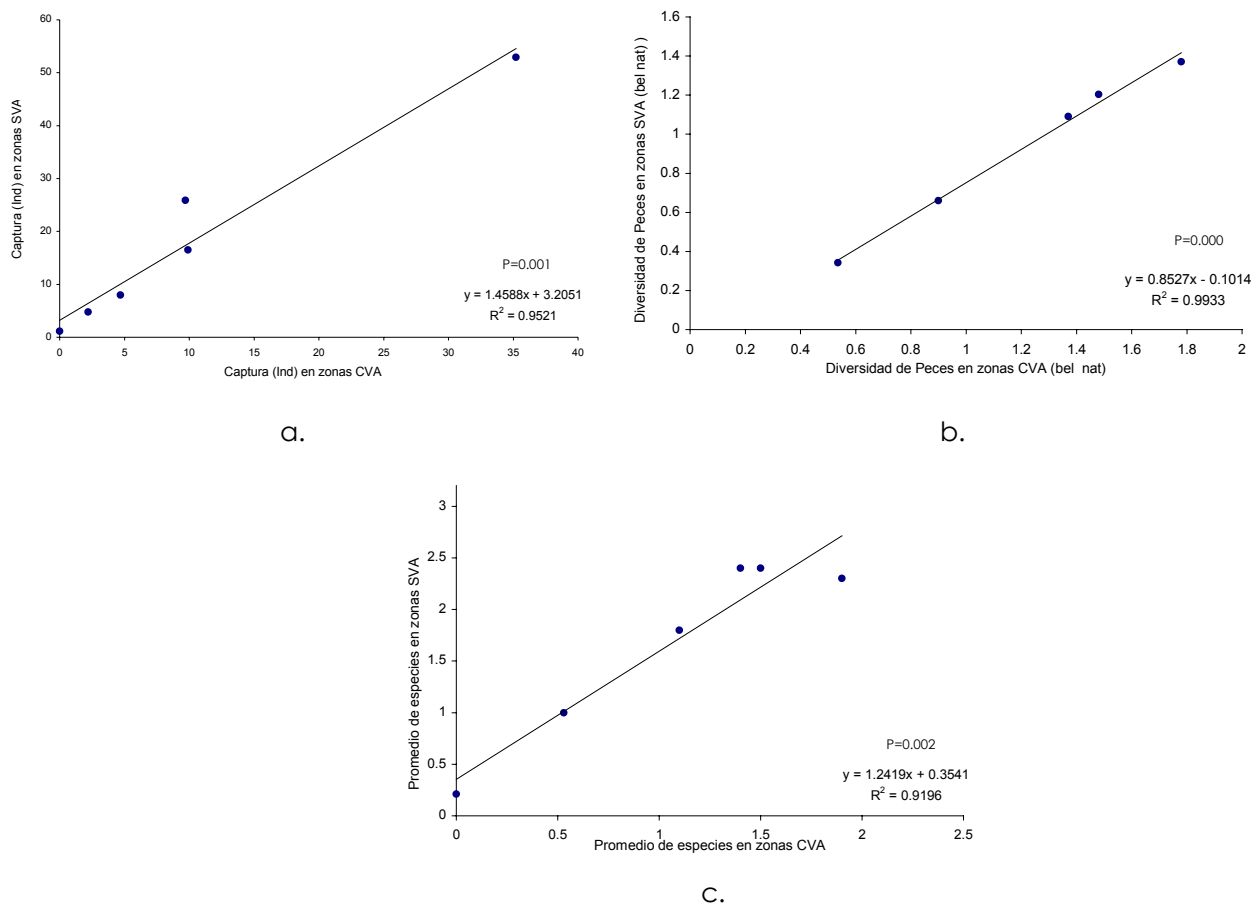 60
50
40
30
20
10
0
Captura (Ind) en zonas SVA
P=0.001
y = 1.4588x + 3.2051
R² = 0.9521
0 5 10 15 20 25 30 35 40
Captura (Ind) en zonas CVA
a.
1.6
1.4
1.2
1
0.8
0.6
0.4
0.2
0
Diversidad de Peces en zonas SVA (bel nat) )
P=0.000
y = 0.8527x - 0.1014
R² = 0.9933
0 0.2 0.4 0.6 0.8 1 1.2 1.4 1.6 1.8 2
Diversidad de Peces en zonas CVA (bel nat)
b.
3
2.5
2
1.5
1
0.5
0
Promedio de especies en zonas SVA
P=0.002
y = 1.2419x + 0.3541
R² = 0.9196
0 0.5 1 1.5 2 2.5
Promedio de especies en zonas CVA
c.